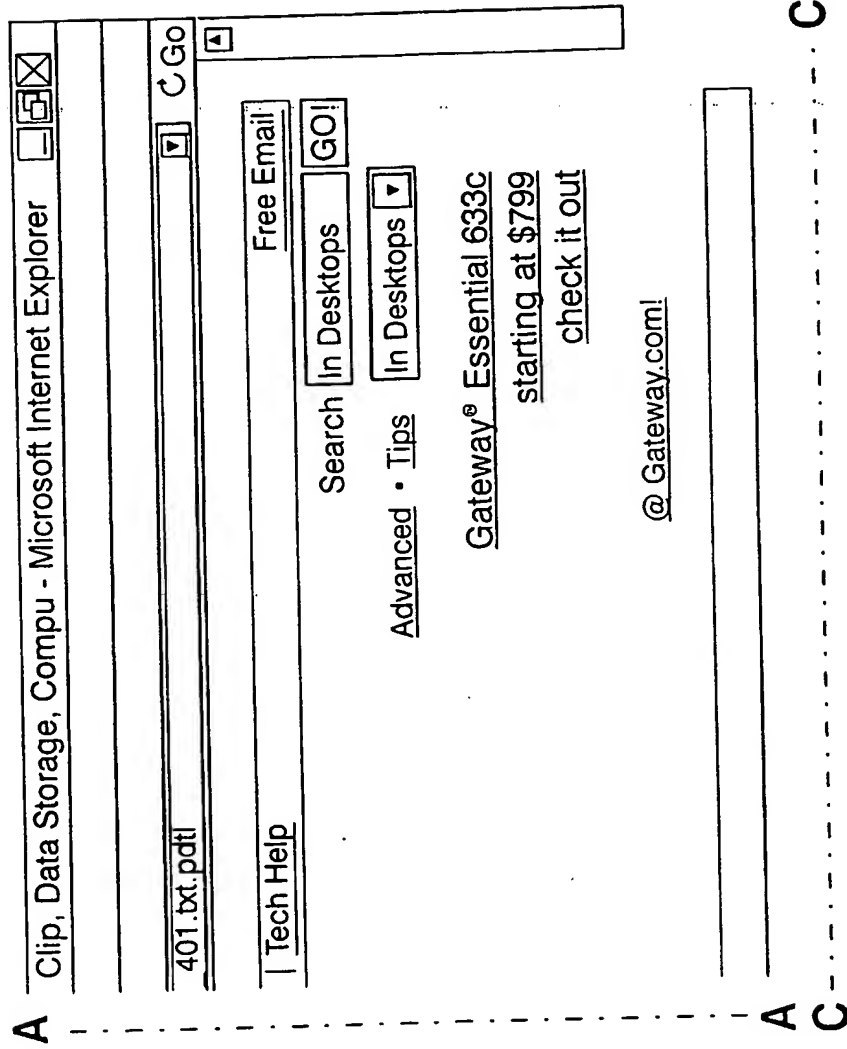 A
Clip, Data Storage, Compu - Microsoft Internet Explorer
401.txt.pdtl Go
| Tech Help Free Email
Search In Desktops GO!
Advanced • Tips In Desktops
Gateway® Essential 633c
starting at $799
check it out
@ Gateway.com!
A
C C